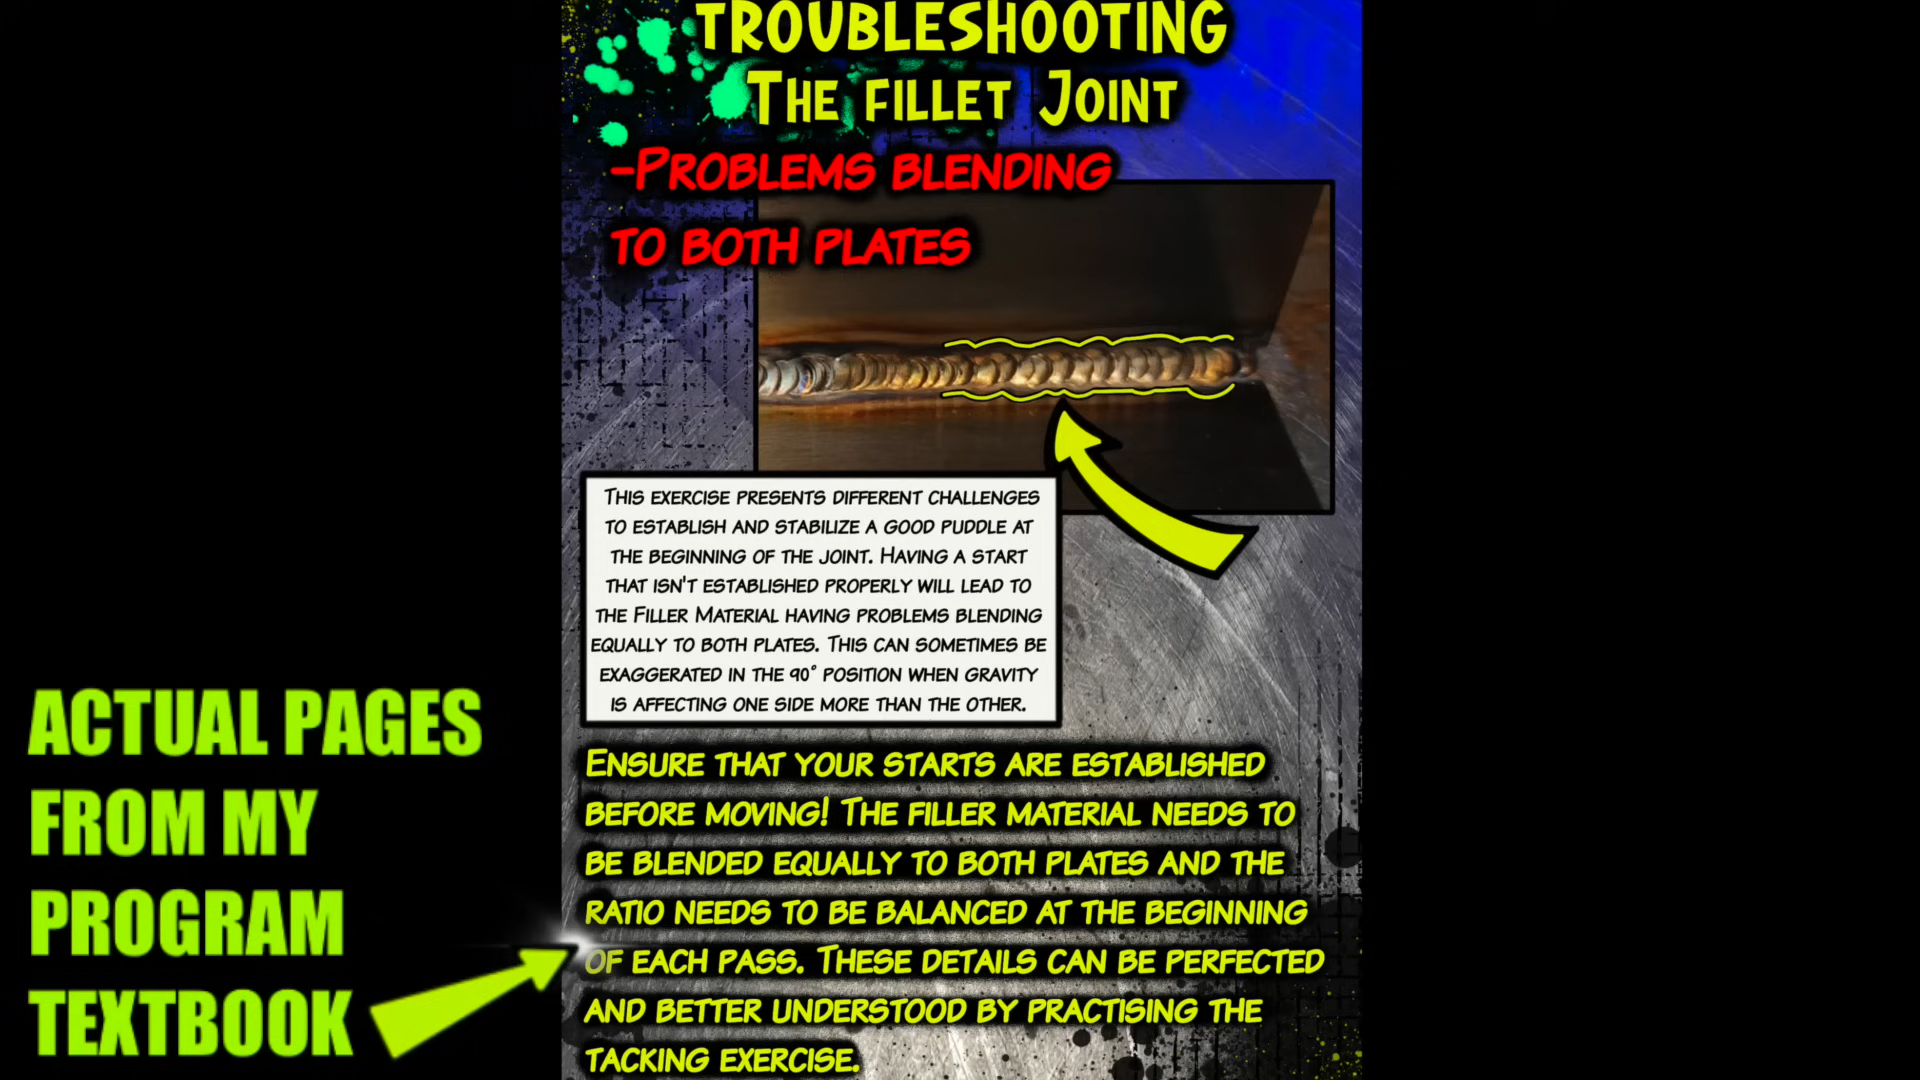 TROUBLESHOOTING
THE FILLET JOINT
-PROBLEMS BLENDING
TO BOTH PLATES
THIS EXERCISE PRESENTS DIFFERENT CHALLENGES
TO ESTABLISH AND STABILIZE A GOOD PUDDLE AT
THE BEGINNING OF THE JOINT. HAVING A START
THAT ISN'T ESTABLISHED PROPERLY WILL LEAD TO
THE FILLER MATERIAL HAVING PROBLEMS BLENDING
EQUALLY TO BOTH PLATES. THIS CAN SOMETIMES BE
EXAGGERATED IN THE 90° POSITION WHEN GRAVITY
IS AFFECTING ONE SIDE MORE THAN THE OTHER.
ENSURE THAT YOUR STARTS ARE ESTABLISHED
BEFORE MOVING! THE FILLER MATERIAL NEEDS TO
BE BLENDED EQUALLY TO BOTH PLATES AND THE
RATIO NEEDS TO BE BALANCED AT THE BEGINNING
OF EACH PASS. THESE DETAILS CAN BE PERFECTED
AND BETTER UNDERSTOOD BY PRACTISING THE
TACKING EXERCISE.
ACTUAL PAGES
FROM MY
PROGRAM
TEXTBOOK